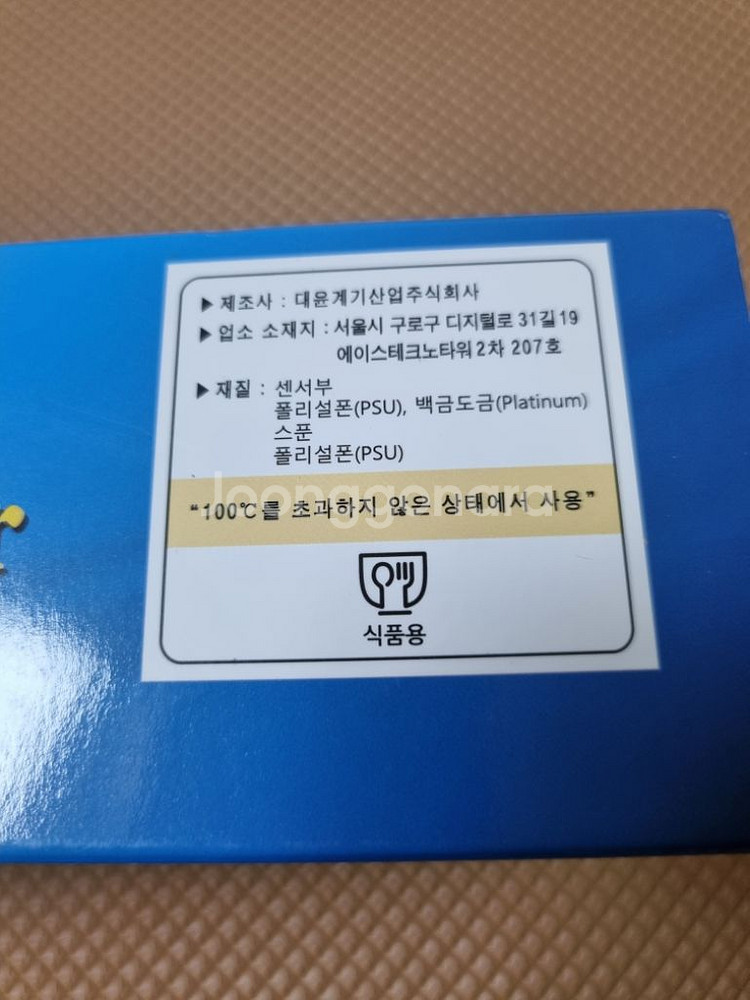 ▶ 제조사 : 대윤계기산업주식회사
▶ 업소 소재지 : 서울시 구로구 디지털로 31길 19
에이스테크노타워 2차 207호
▶ 재질 : 센서부
폴리설폰(PSU), 백금도금(Platinum)
스푼
폴리설폰(PSU)
joonggonara
“100℃를 초과하지 않은 상태에서 사용”
식품용